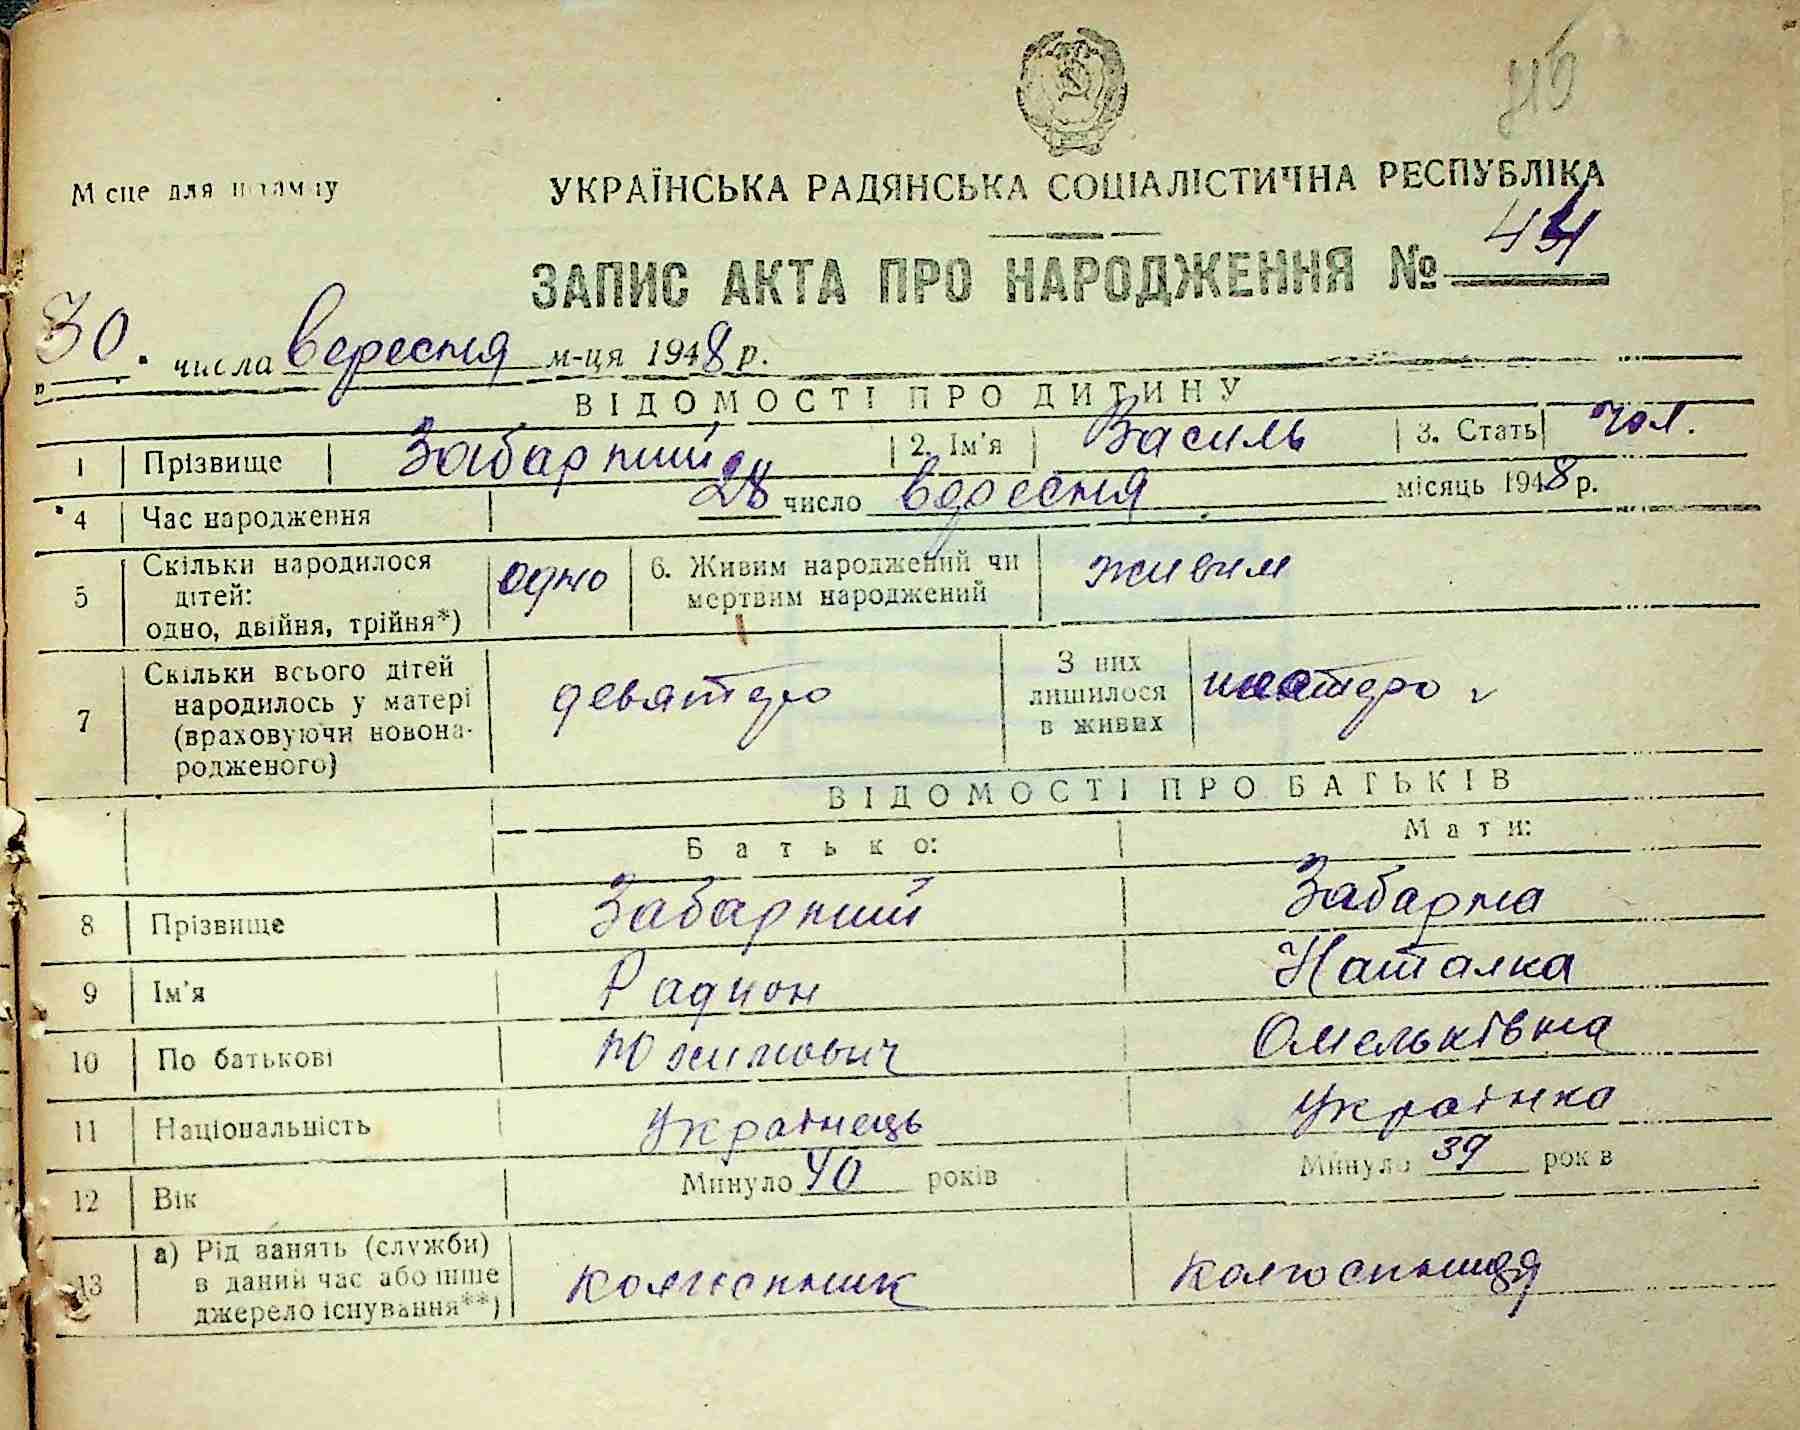 Місце для штампу
УКРАЇНСЬКА РАДЯНСЬКА СОЦІАЛІСТИЧНА РЕСПУБЛІКА
ЗАПИС АКТА ПРО НАРОДЖЕННЯ № 44
30. числа вересня м-ця 1948 р.
ВІДОМОСТІ ПРО ДИТИНУ
1 Прізвище Забарний 2. Ім'я Василь 3. Стать чол.
4 Час народження 28 число вересня місяць 1948 р.
5 Скільки народилося дітей: одно, двійня, трійня*) одно 6. Живим народжений чи мертвим народжений живим
7 Скільки всього дітей народилось у матері (враховуючи новонародженого) девятеро З них лишилося в живих
ВІДОМОСТІ ПРО БАТЬКІВ
Батько: Мати:
8 Прізвище Забарний Забарна
9 Ім'я Радион Наталка
10 По батькові Юхимович Омельківна
11 Національність Українець Українка
12 Вік Минуло 40 років Минуло 39 років
13 а) Рід занять (служби) в даний час або інше джерело існування**) колгоспник колгоспниця